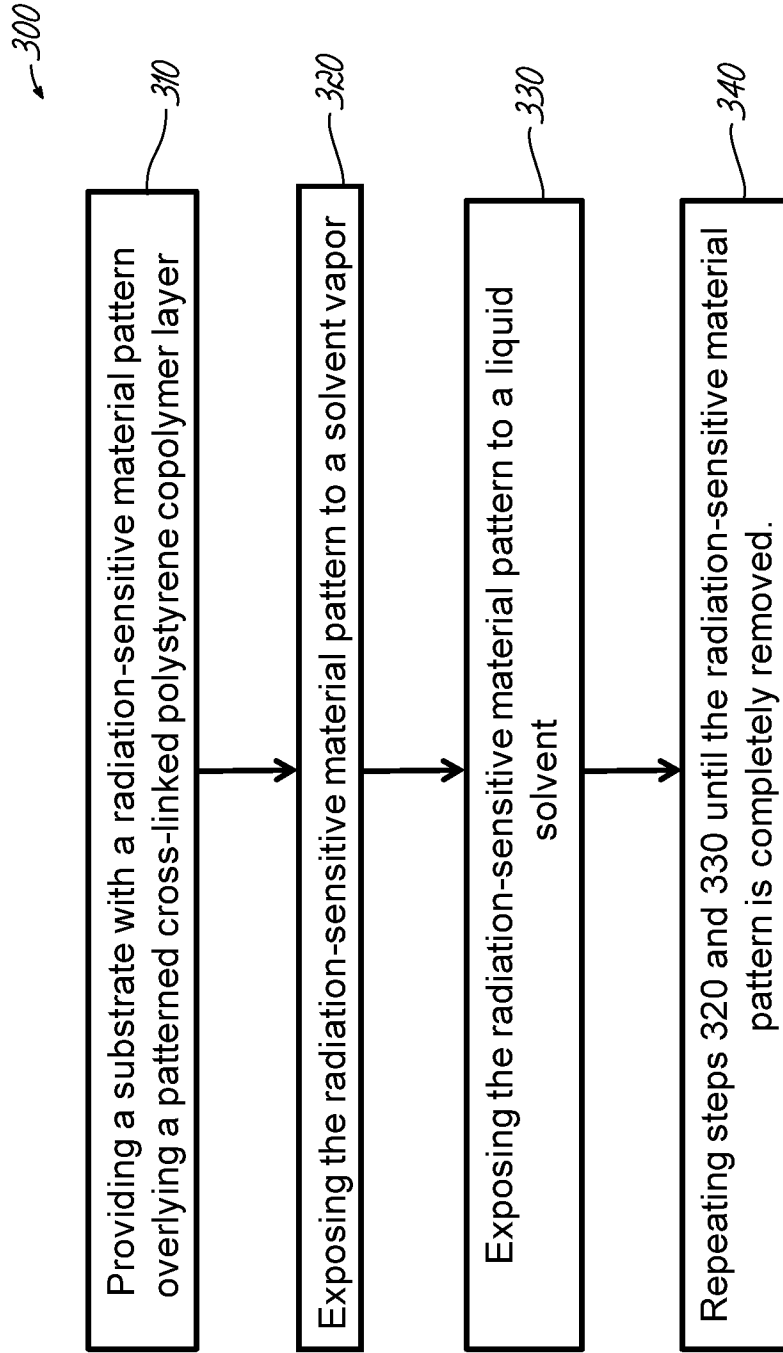 300
Providing a substrate with a radiation-sensitive material pattern
overlying a patterned cross-linked polystyrene copolymer layer
310
Exposing the radiation-sensitive material pattern to a solvent vapor
320
Exposing the radiation-sensitive material pattern to a liquid
solvent
330
Repeating steps 320 and 330 until the radiation-sensitive material
pattern is completely removed.
340